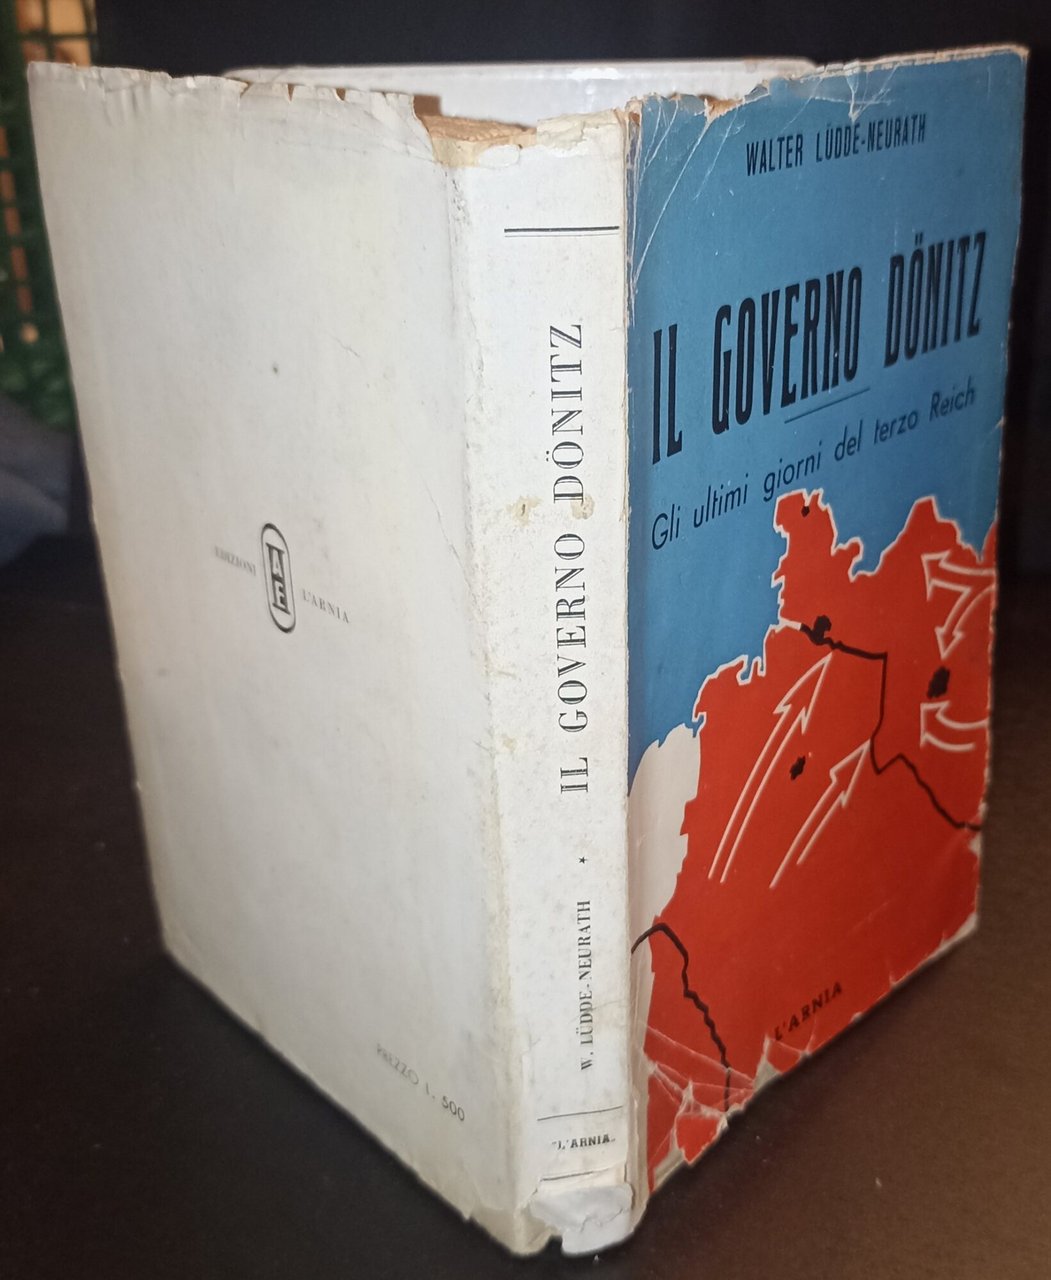 WALTER LÜDDE-NEURATH
IL GOVERNO DÖNITZ
Gli ultimi giorni del terzo Reich
L'ARNIA
IL GOVERNO DÖNITZ
* W. LÜDDE-NEURATH
"L'ARNIA"
EDIZIONI
L'ARNIA
PREZZO L. 500